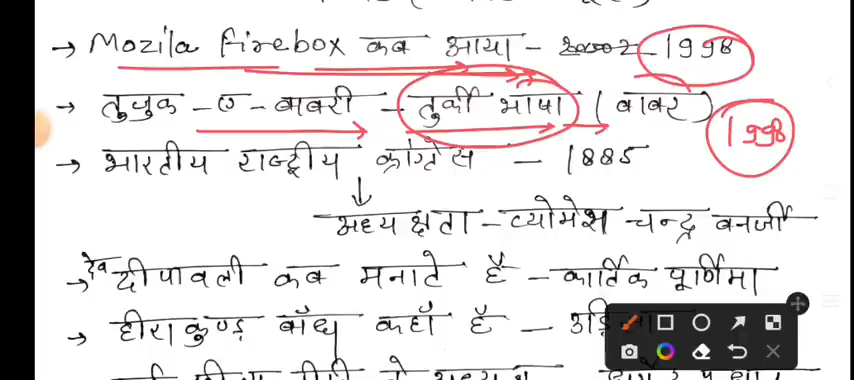 → Mozila Firebox कब आया - 2002 1998
→ तुजुक - ए - बाबरी - तुर्की भाषा (बाबर)
1998
→ भारतीय राष्ट्रीय कांग्रेस - 1885
अध्यक्षता - व्योमेश चन्द्र बनर्जी
→ देव दीपावली कब मनाते है - कार्तिक पूर्णिमा
→ हीराकुण्ड बाँध कहाँ है -